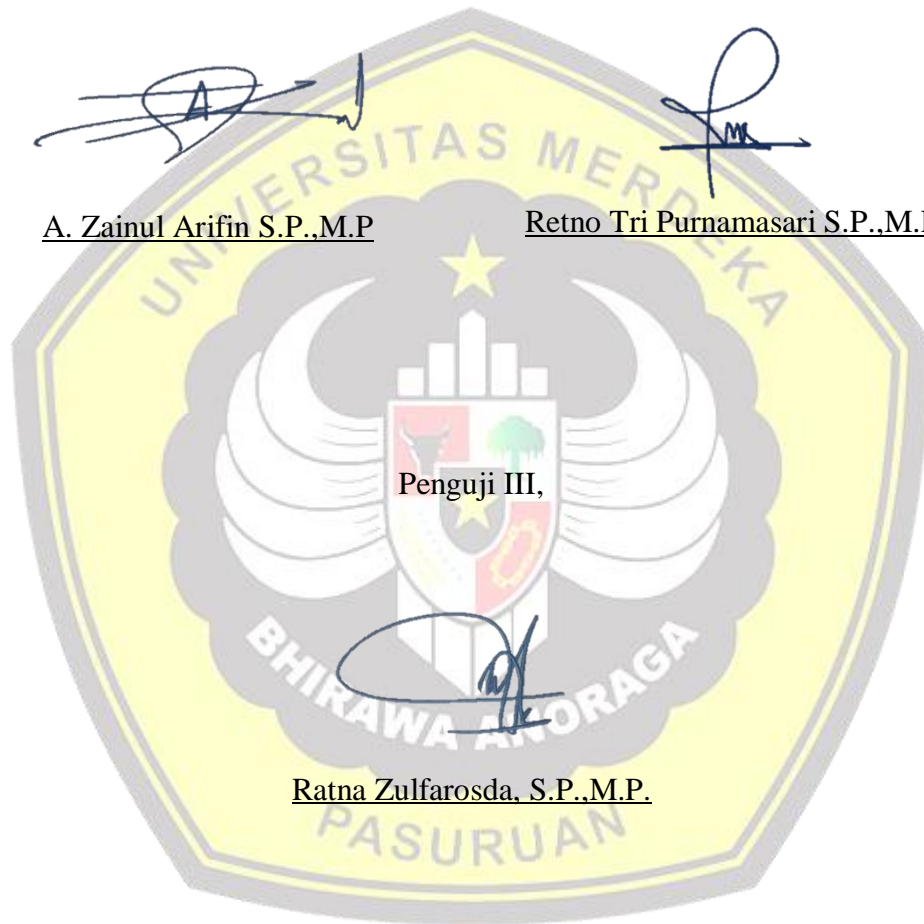 UNIVERSITAS MERDEKA
A. Zainul Arifin S.P.,M.P
Retno Tri Purnamasari S.P.,M.
Penguji III,
BHIRAWA ANORAGA
Ratna Zulfarosda, S.P.,M.P.
PASURUAN